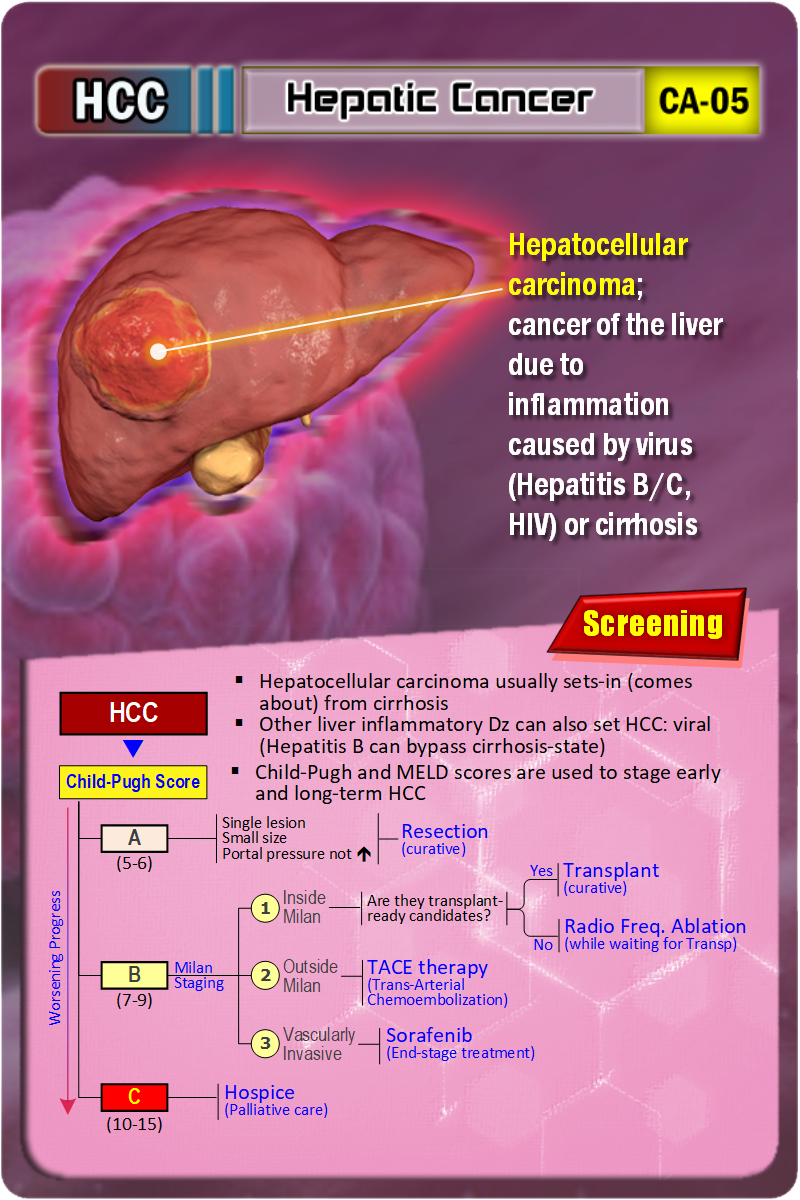 HCC
Hepatic Cancer
CA-05
Hepatocellular
carcinoma;
cancer of the liver
due to
inflammation
caused by virus
(Hepatitis B/C,
HIV) or cirrhosis
Screening
HCC
▪ Hepatocellular carcinoma usually sets-in (comes
about) from cirrhosis
▪ Other liver inflammatory Dz can also set HCC: viral
(Hepatitis B can bypass cirrhosis-state)
▪ Child-Pugh and MELD scores are used to stage early
and long-term HCC
Child-Pugh Score
Worsening Progress
A
(5-6)
Single lesion
Small size
Portal pressure not ↑
Resection
(curative)
B
(7-9)
Milan
Staging
1
Inside
Milan
Are they transplant-
ready candidates?
Yes
Transplant
(curative)
No
Radio Freq. Ablation
(while waiting for Transp)
2
Outside
Milan
TACE therapy
(Trans-Arterial
Chemoembolization)
3
Vascularly
Invasive
Sorafenib
(End-stage treatment)
C
(10-15)
Hospice
(Palliative care)